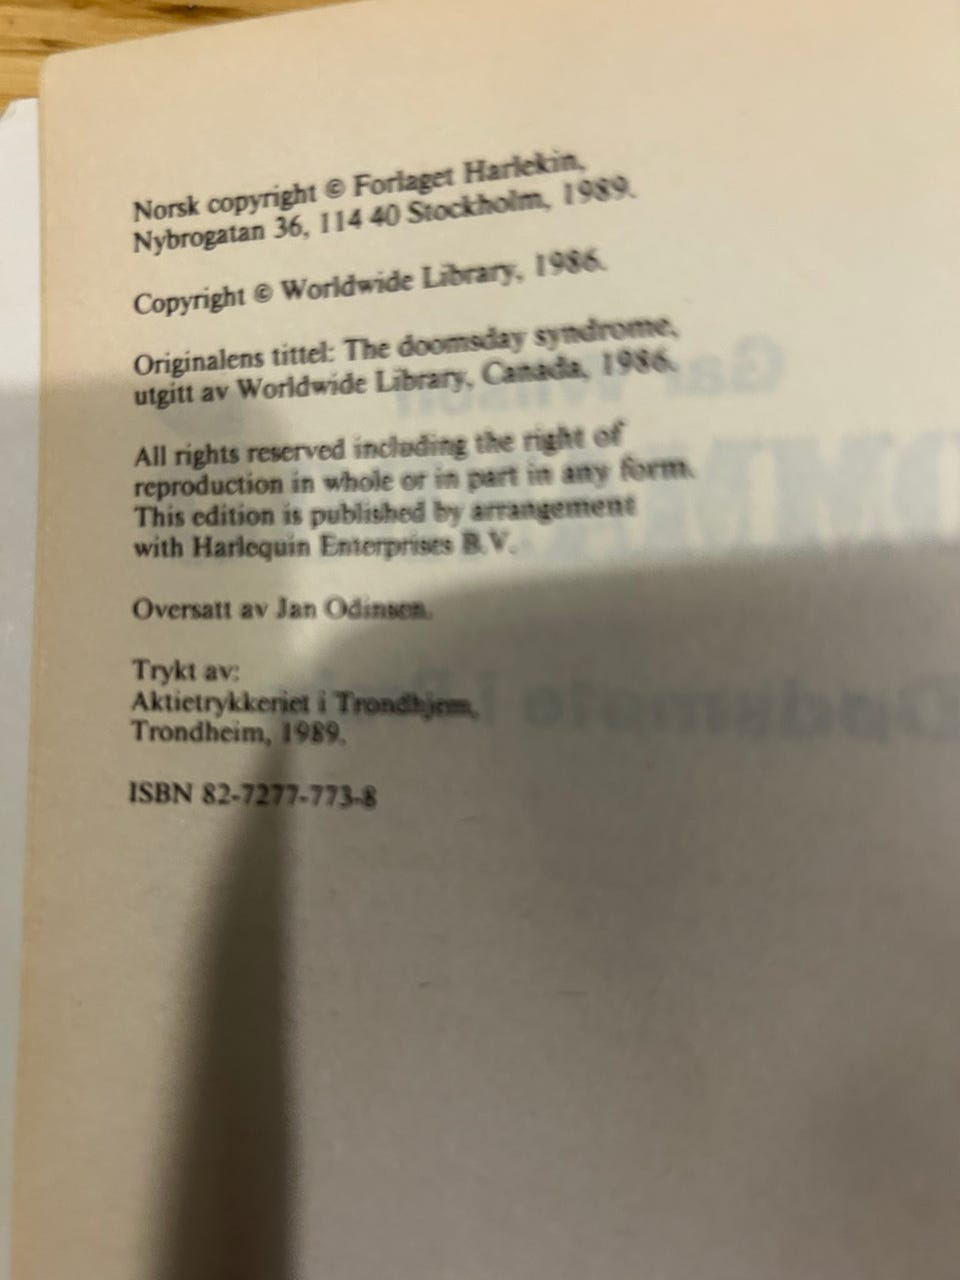 Norsk copyright © Forlaget Harlekin,
Nybrogatan 36, 114 40 Stockholm, 1989.
Copyright © Worldwide Library, 1986.
Originalens tittel: The doomsday syndrome,
utgitt av Worldwide Library, Canada, 1986.
All rights reserved including the right of
reproduction in whole or in part in any form.
This edition is published by arrangement
with Harlequin Enterprises B.V.
Oversatt av Jan Odinsen.
Trykt av:
Aktietrykkeriet i Trondhjem,
Trondheim, 1989.
ISBN 82-7277-773-8